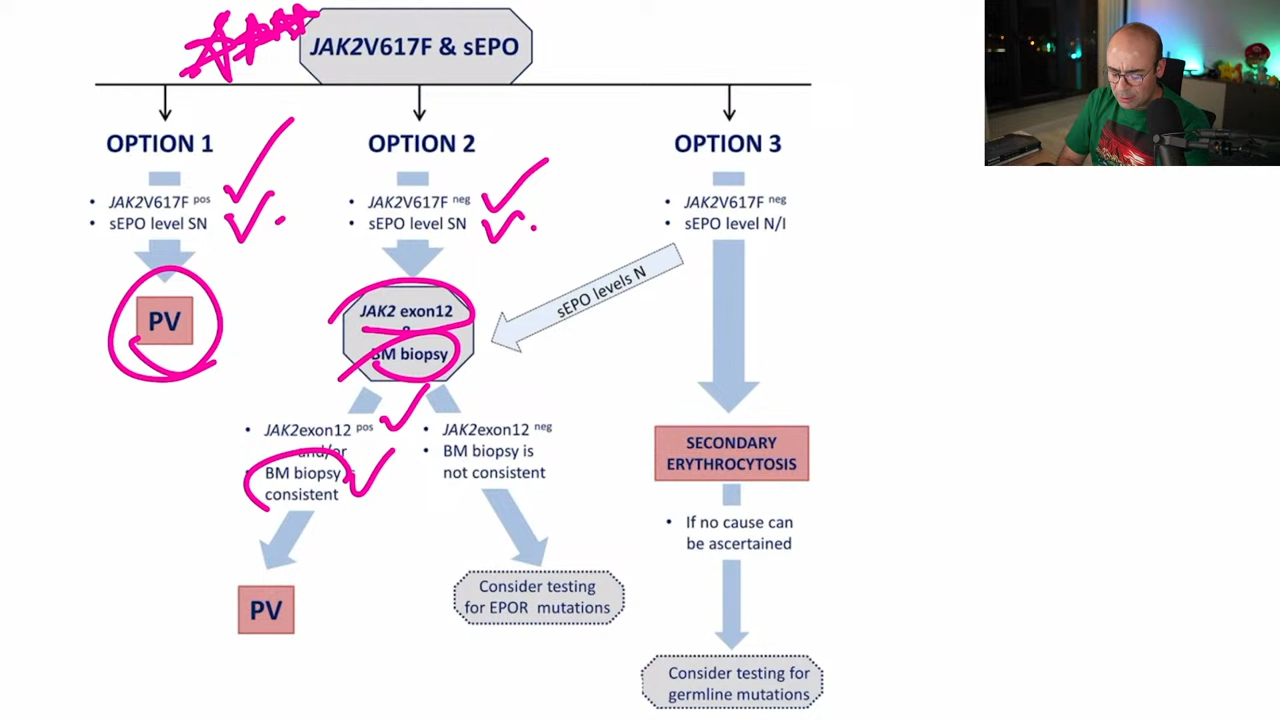 JAK2V617F & sEPO
OPTION 1
• JAK2V617F pos
• sEPO level SN
PV
OPTION 2
• JAK2V617F neg
• sEPO level SN
JAK2 exon12
&
BM biopsy
• JAK2exon12 pos
and/or
• BM biopsy is
consistent
PV
• JAK2exon12 neg
• BM biopsy is
not consistent
Consider testing
for EPOR mutations
OPTION 3
• JAK2V617F neg
• sEPO level N/I
sEPO levels N
SECONDARY
ERYTHROCYTOSIS
• If no cause can
be ascertained
Consider testing for
germline mutations